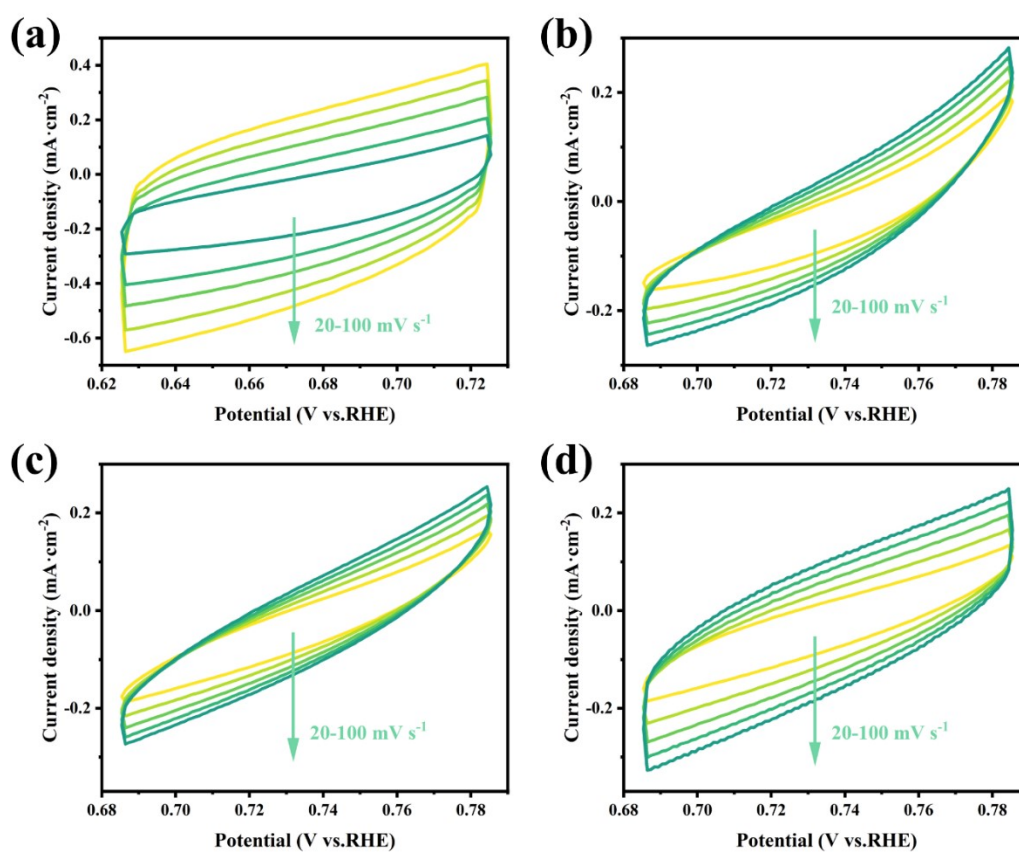 (a)
Current density (mA·cm-2)
0.4
0.2
0.0
-0.2
-0.4
-0.6
20-100 mV s-1
0.62 0.64 0.66 0.68 0.70 0.72
Potential (V vs.RHE)
(b)
Current density (mA·cm-2)
0.2
0.0
-0.2
20-100 mV s-1
0.68 0.70 0.72 0.74 0.76 0.78
Potential (V vs.RHE)
(c)
Current density (mA·cm-2)
0.2
0.0
-0.2
20-100 mV s-1
0.68 0.70 0.72 0.74 0.76 0.78
Potential (V vs.RHE)
(d)
Current density (mA·cm-2)
0.2
0.0
-0.2
20-100 mV s-1
0.68 0.70 0.72 0.74 0.76 0.78
Potential (V vs.RHE)